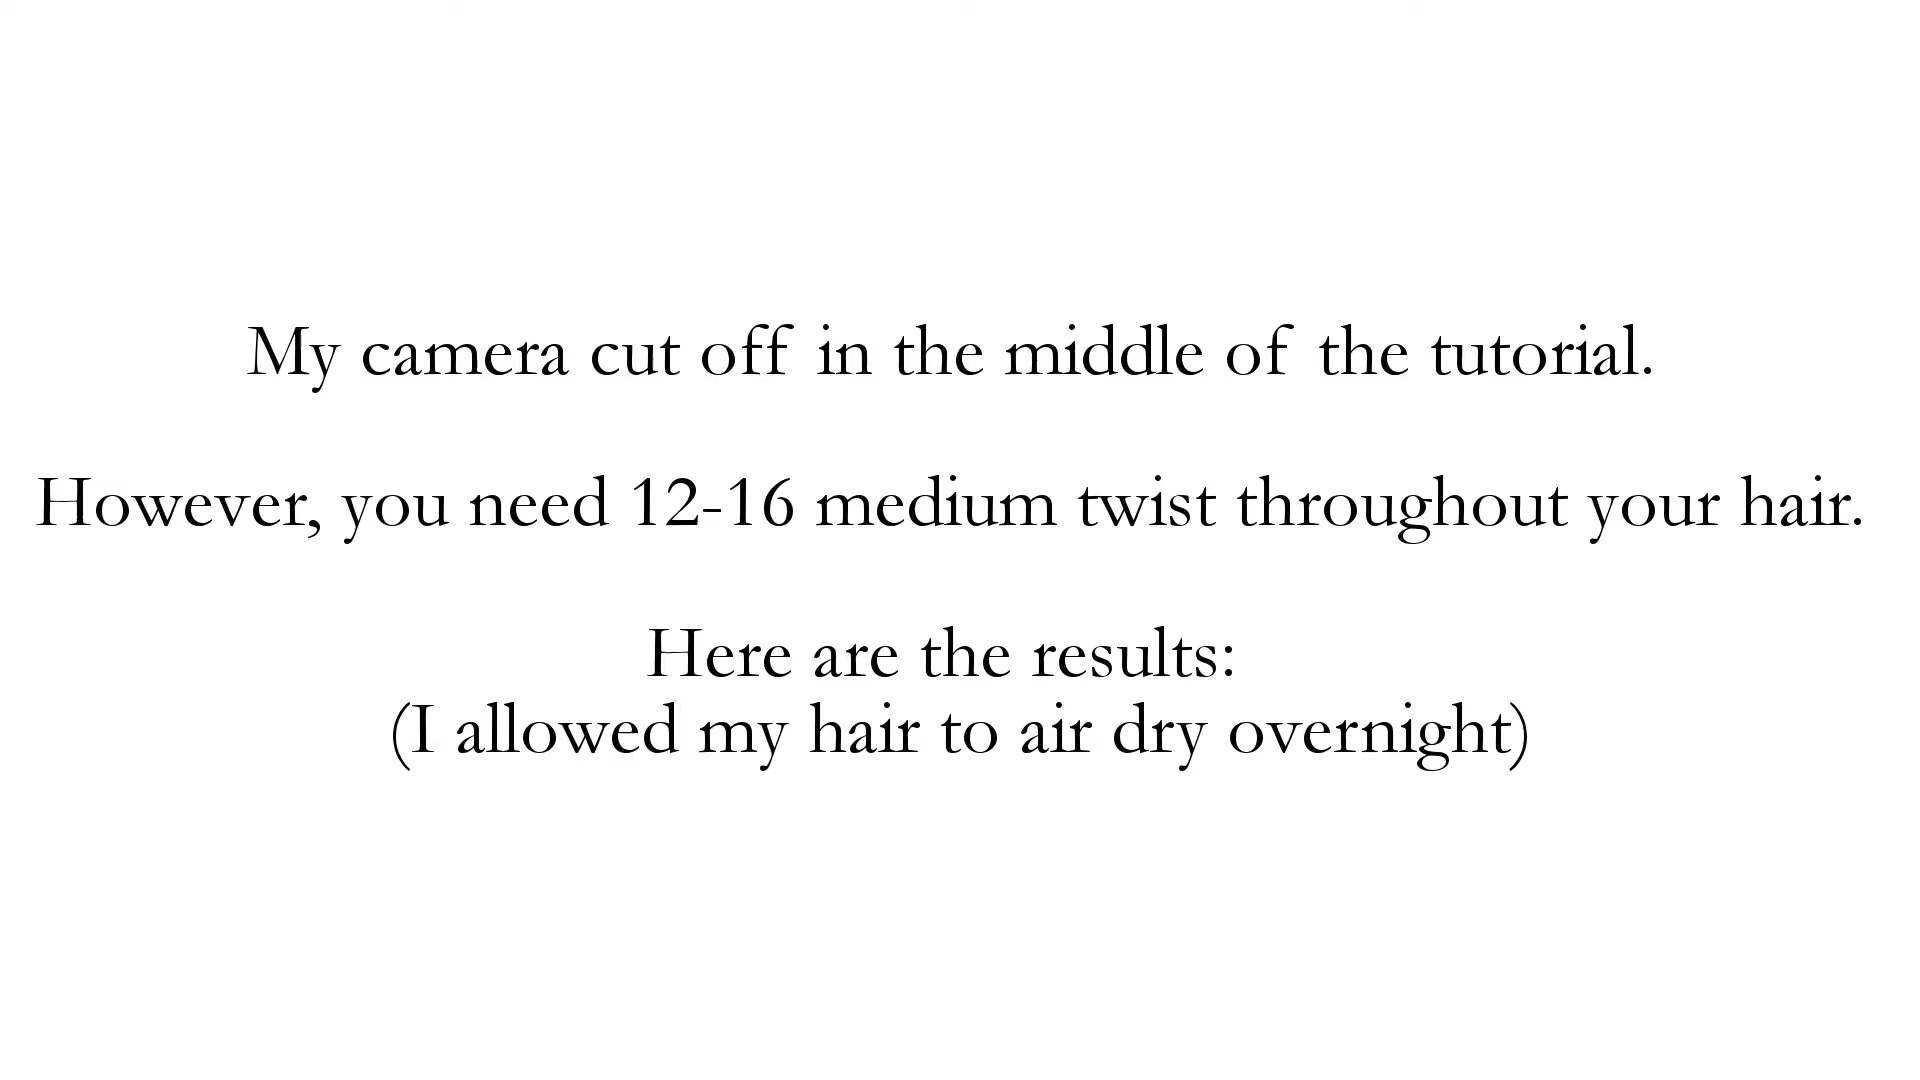 My camera cut off in the middle of the tutorial.
However, you need 12-16 medium twist throughout your hair.
Here are the results:
(I allowed my hair to air dry overnight)